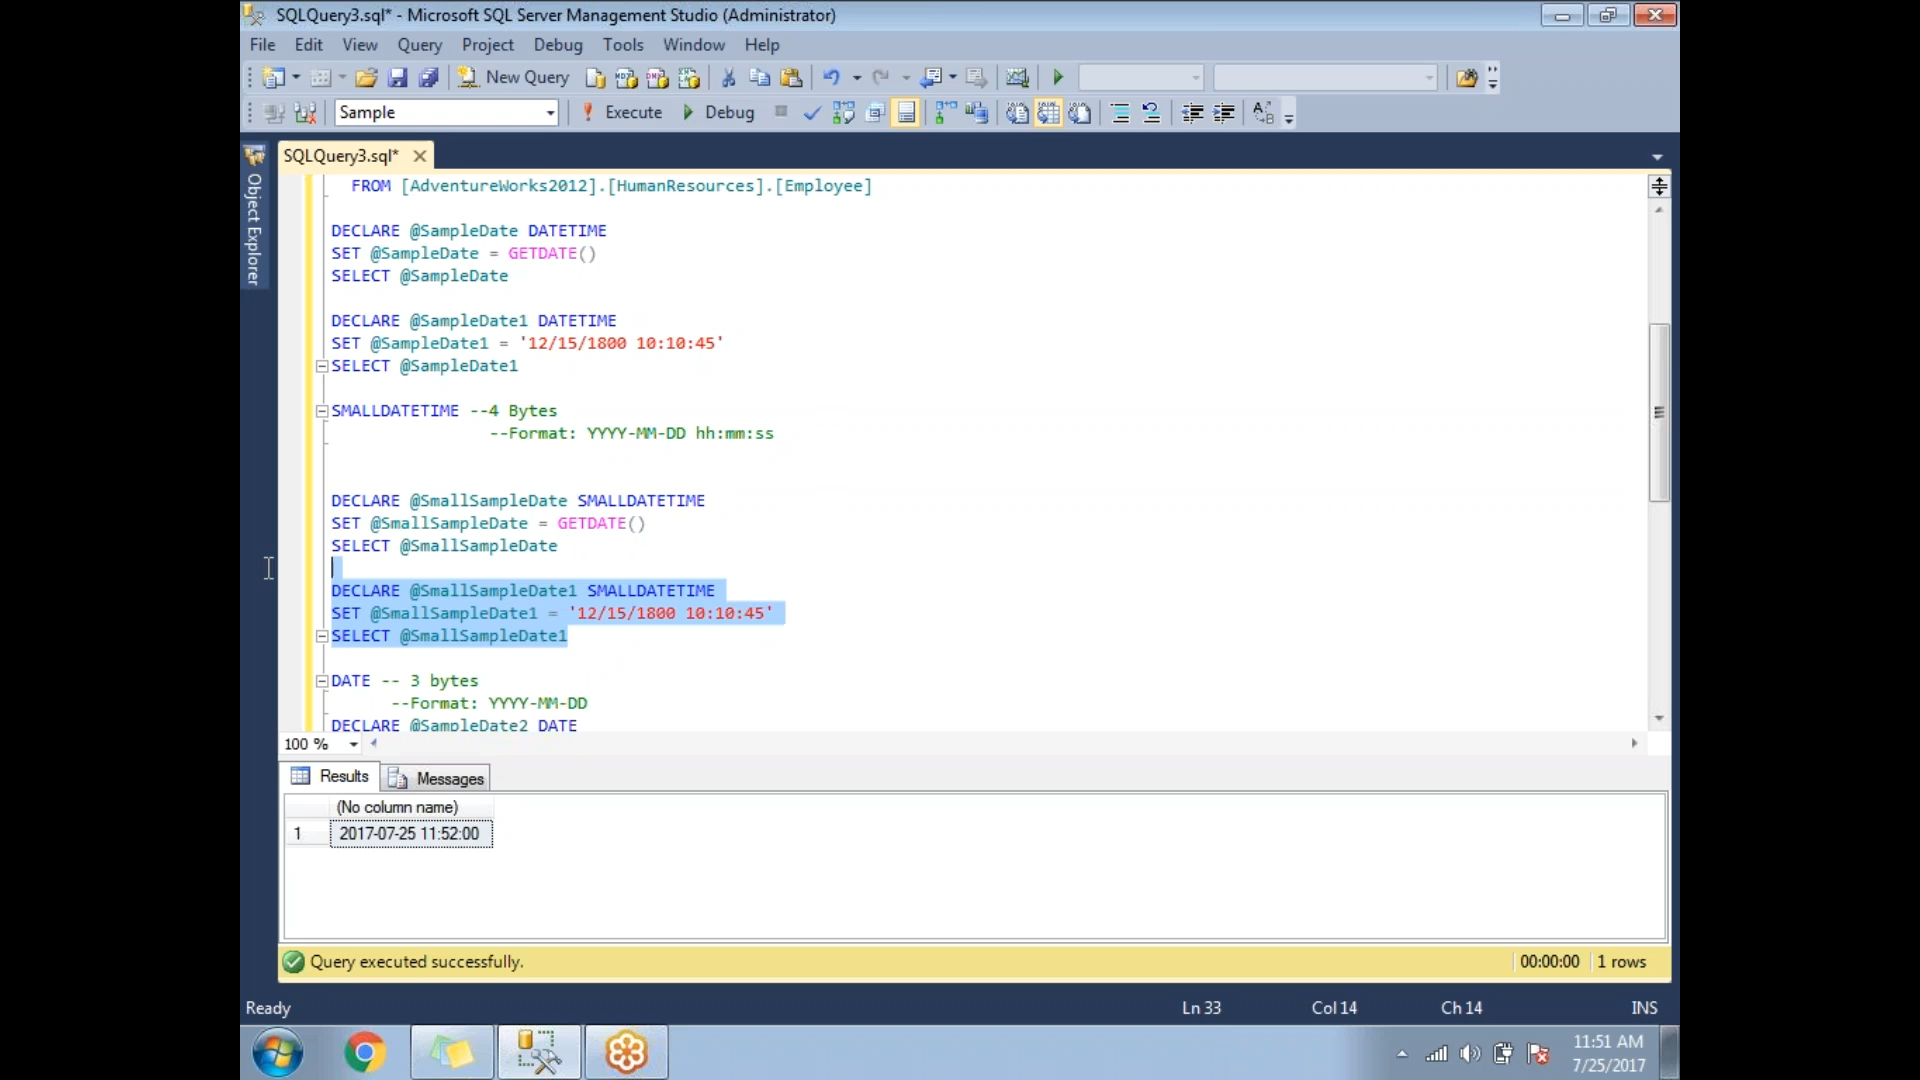 SQLQuery3.sql* - Microsoft SQL Server Management Studio (Administrator)
File Edit View Query Project Debug Tools Window Help
New Query
Sample Execute Debug
SQLQuery3.sql*
Object Explorer
FROM [AdventureWorks2012].[HumanResources].[Employee]
DECLARE @SampleDate DATETIME
SET @SampleDate = GETDATE()
SELECT @SampleDate
DECLARE @SampleDate1 DATETIME
SET @SampleDate1 = '12/15/1800 10:10:45'
SELECT @SampleDate1
SMALLDATETIME --4 Bytes
--Format: YYYY-MM-DD hh:mm:ss
DECLARE @SmallSampleDate SMALLDATETIME
SET @SmallSampleDate = GETDATE()
SELECT @SmallSampleDate
DECLARE @SmallSampleDate1 SMALLDATETIME
SET @SmallSampleDate1 = '12/15/1800 10:10:45'
SELECT @SmallSampleDate1
DATE -- 3 bytes
--Format: YYYY-MM-DD
DECLARE @SampleDate2 DATE
100 %
Results Messages
(No column name)
1 2017-07-25 11:52:00
Query executed successfully. 00:00:00 1 rows
Ready Ln 33 Col 14 Ch 14 INS
11:51 AM
7/25/2017